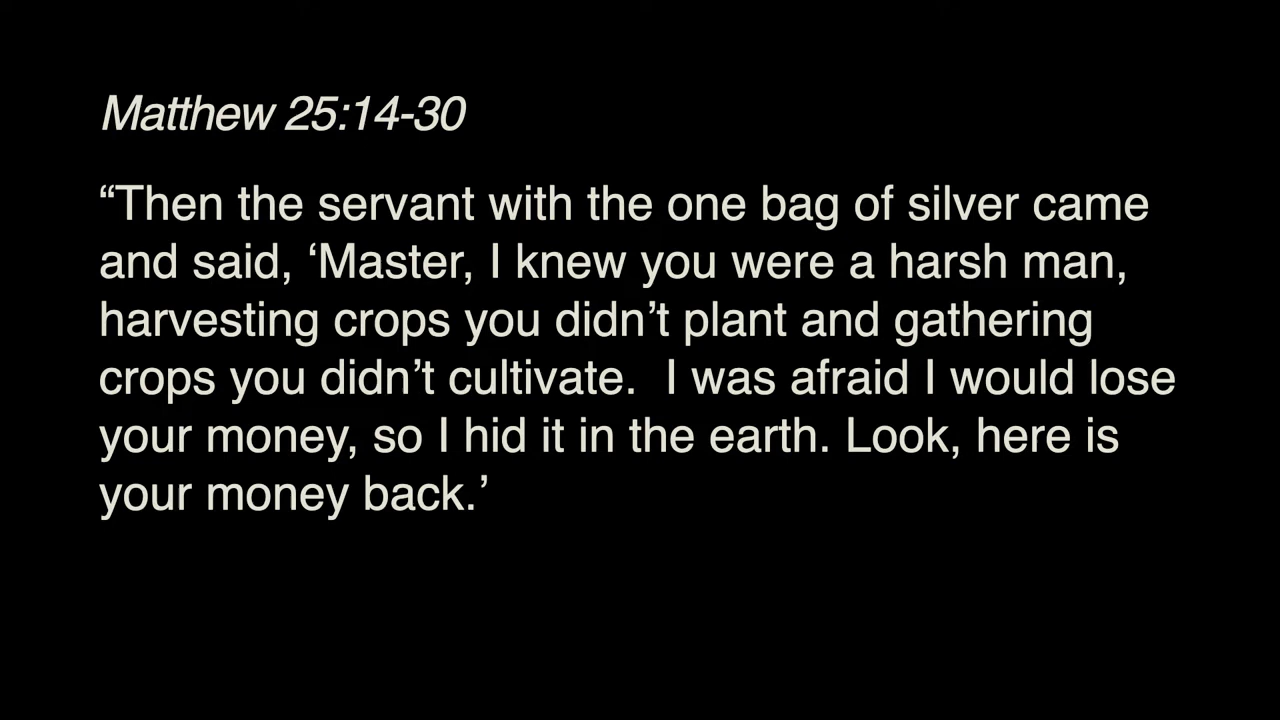 Matthew 25:14-30
“Then the servant with the one bag of silver came
and said, ‘Master, I knew you were a harsh man,
harvesting crops you didn’t plant and gathering
crops you didn’t cultivate.  I was afraid I would lose
your money, so I hid it in the earth. Look, here is
your money back.’